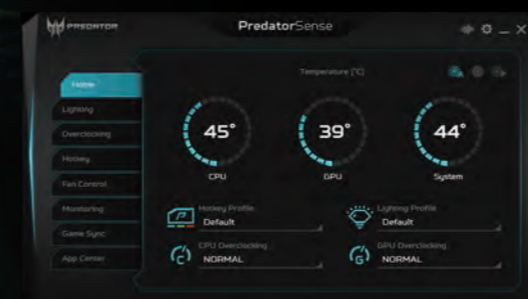 PREDATOR
PredatorSense
Home
Temperature (°C)
Lighting
Overclocking
Hotkey
Fan Control
Monitoring
Game Sync
App Center
45° 39° 44°
CPU GPU System
Hotkey Profile
Default
Lighting Profile
Default
CPU Overclocking
NORMAL
GPU Overclocking
NORMAL
P
C
G